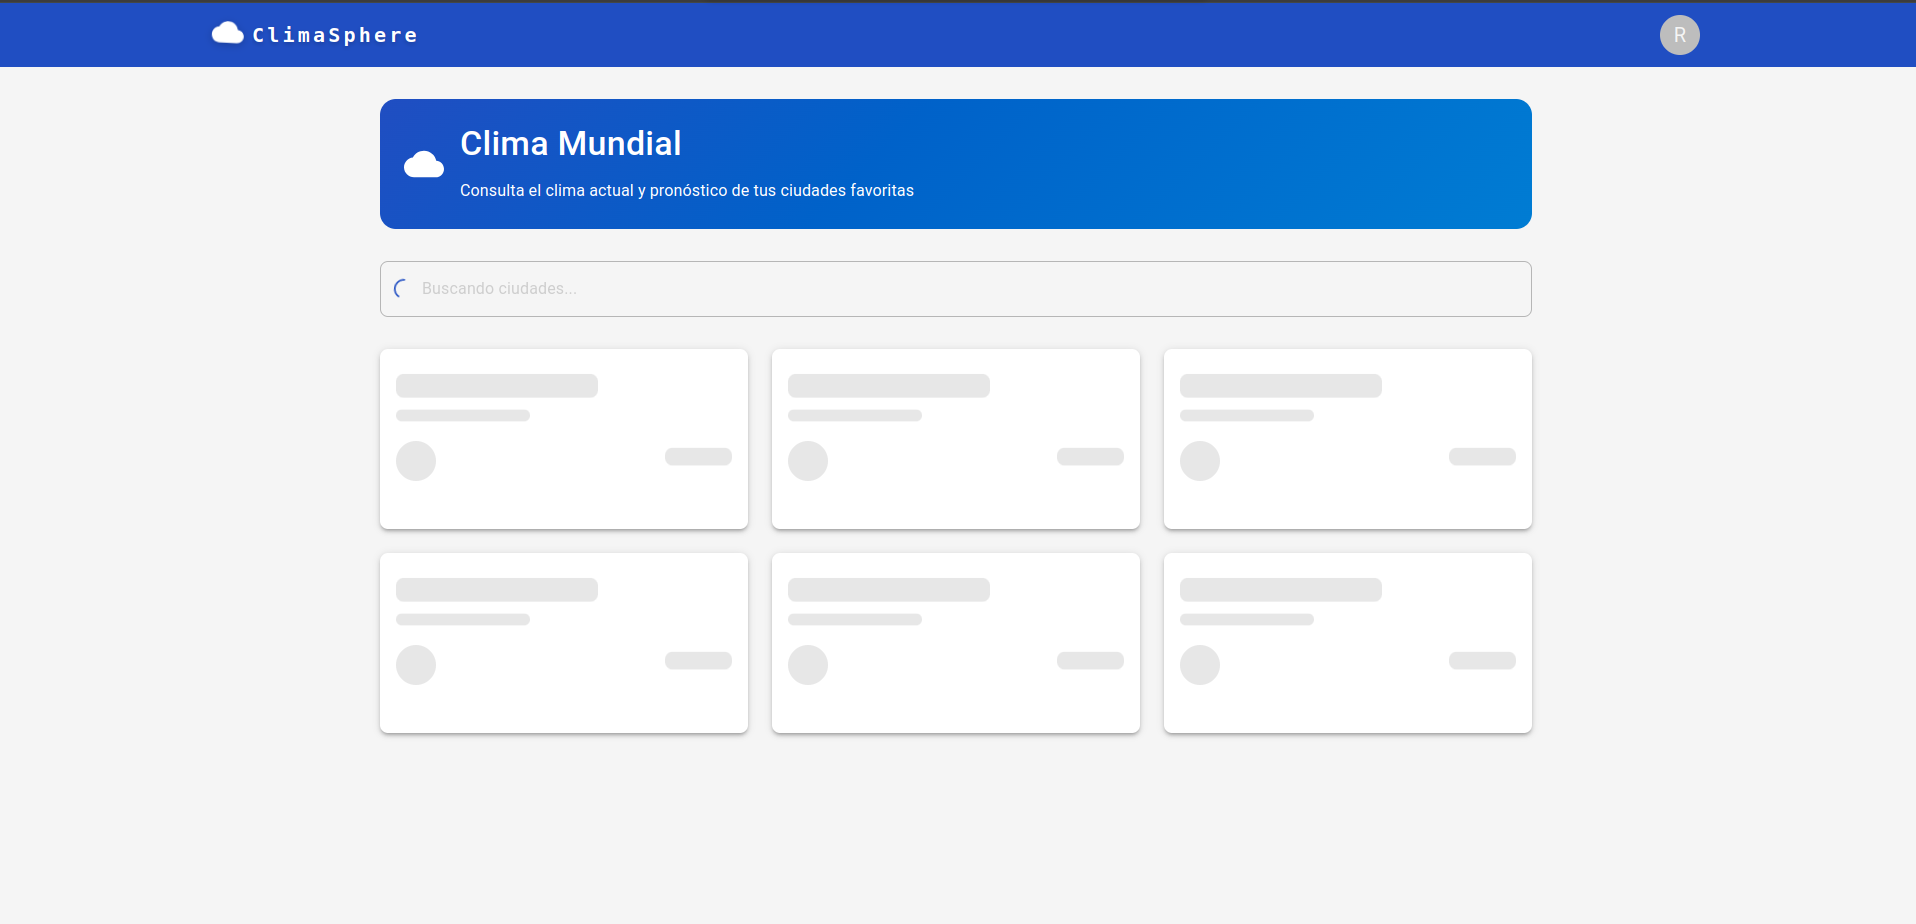 ClimaSphere
R
Clima Mundial
Consulta el clima actual y pronóstico de tus ciudades favoritas
Buscando ciudades...